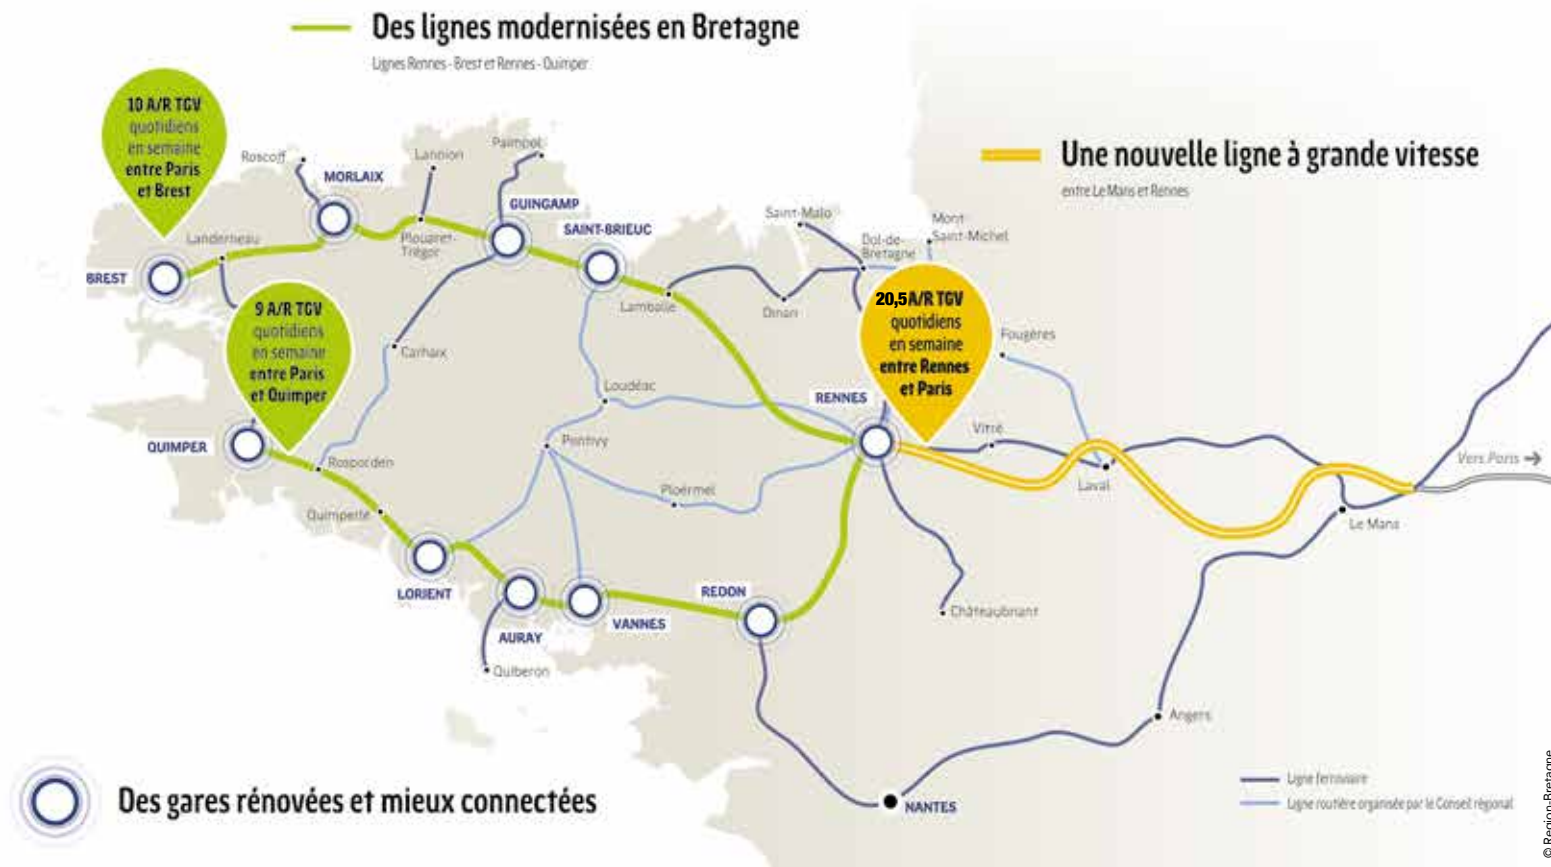 Des lignes modernisées en Bretagne
Lignes Rennes - Brest et Rennes - Quimper
10 A/R TGV
quotidiens
en semaine
entre Paris
et Brest
Une nouvelle ligne à grande vitesse
entre Le Mans et Rennes
Roscoff
Lannion
Paimpol
MORLAIX
GUINGAMP
SAINT-BRIEUC
Landerneau
Plouaret-
Trégor
BREST
Saint-Malo
Mont-
Saint-Michel
Dol-de-
Bretagne
Lamballe
Dinan
9 A/R TGV
quotidiens
en semaine
entre Paris
et Quimper
20,5A/R TGV
quotidiens
en semaine
entre Rennes
et Paris
Fougères
Carhaix
Loudéac
RENNES
QUIMPER
Rosporden
Pontivy
Vitré
Vers Paris
Laval
Ploërmel
Quimperlé
Le Mans
LORIENT
AURAY
VANNES
REDON
Châteaubriant
Quiberon
Angers
NANTES
Des gares rénovées et mieux connectées
Ligne ferroviaire
Ligne routière organisée par le Conseil régional
© Region-Bretagne